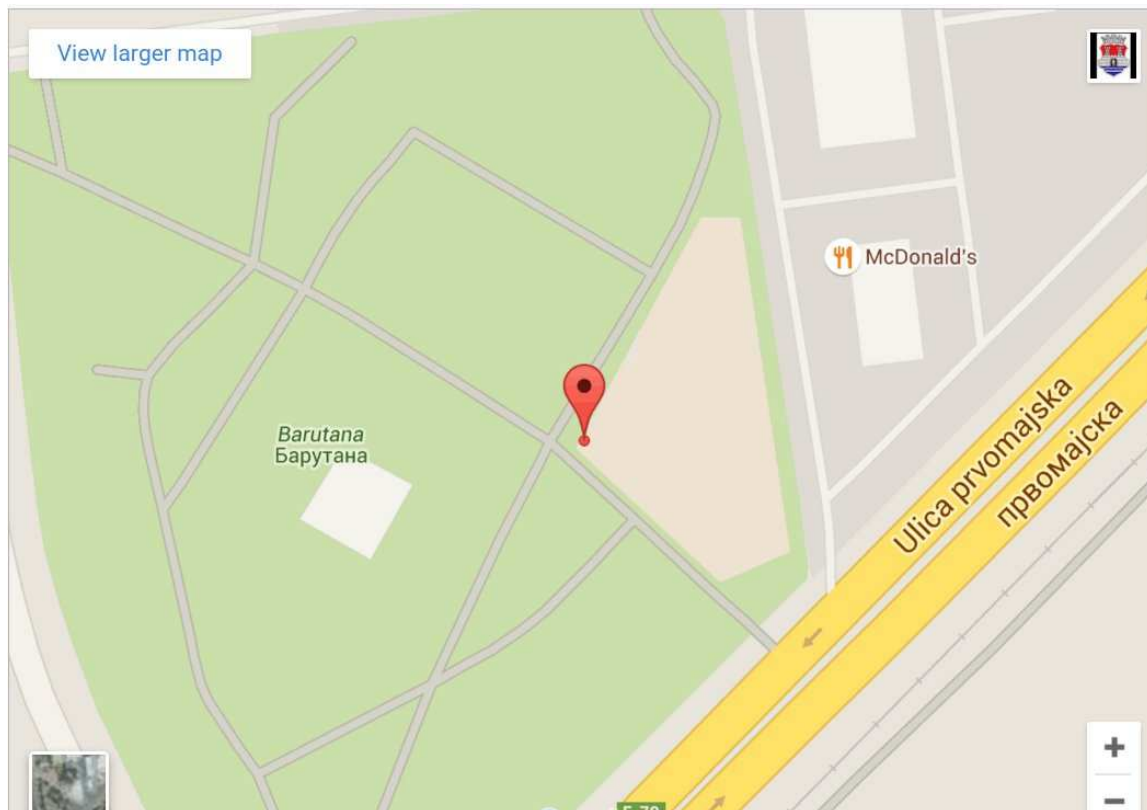 View larger map
McDonald's
Barutana
Барутана
Ulica prvomajska
првомајска
+
−